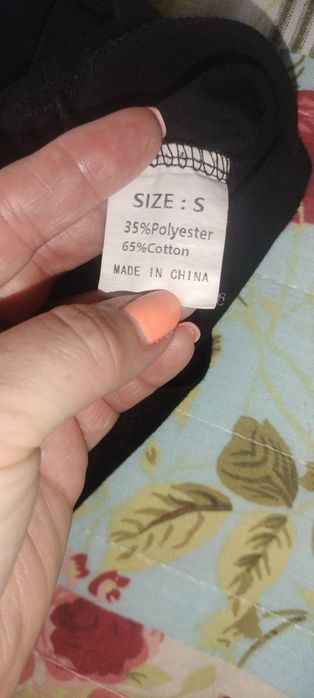 SIZE : S
35%Polyester
65%Cotton
MADE IN CHINA